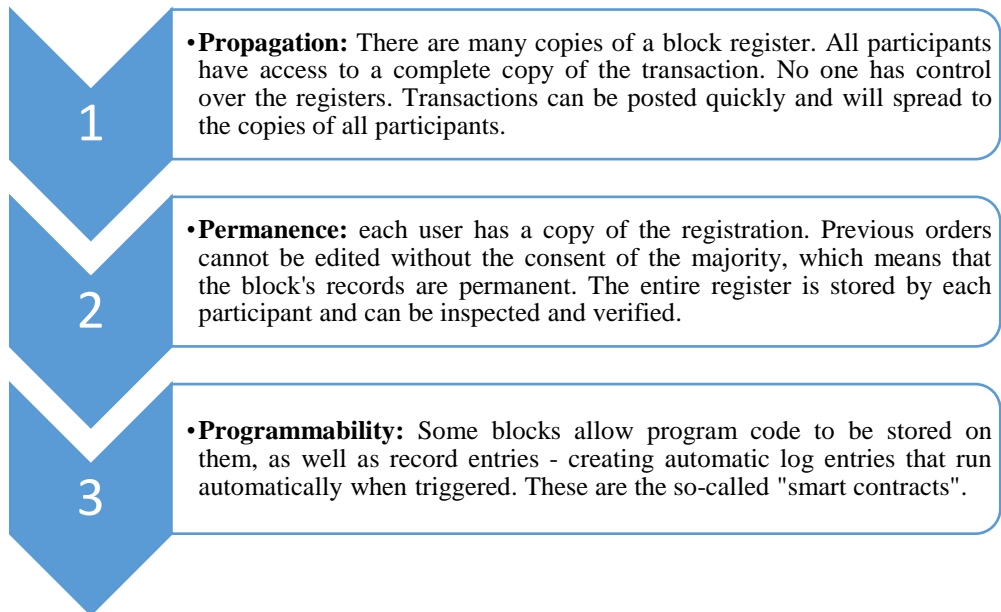 1
•Propagation: There are many copies of a block register. All participants
have access to a complete copy of the transaction. No one has control
over the registers. Transactions can be posted quickly and will spread to
the copies of all participants.
2
•Permanence: each user has a copy of the registration. Previous orders
cannot be edited without the consent of the majority, which means that
the block's records are permanent. The entire register is stored by each
participant and can be inspected and verified.
3
•Programmability: Some blocks allow program code to be stored on
them, as well as record entries - creating automatic log entries that run
automatically when triggered. These are the so-called "smart contracts".